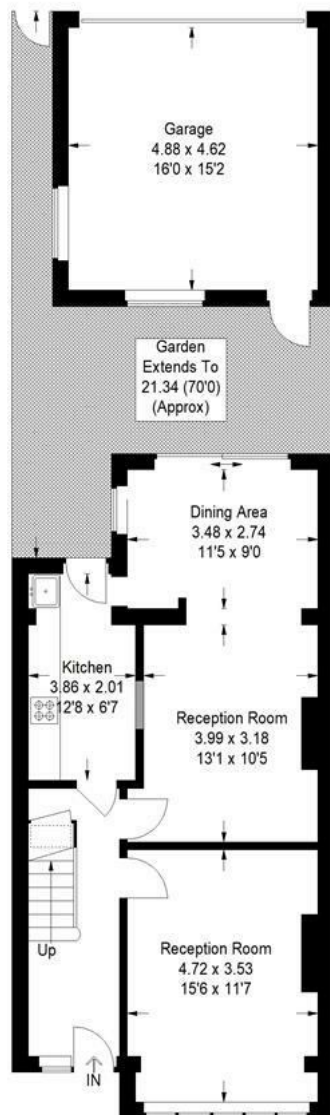 Garage
4.88 x 4.62
16'0 x 15'2
Garden
Extends To
21.34 (70'0)
(Approx)
Dining Area
3.48 x 2.74
11'5 x 9'0
Kitchen
3.86 x 2.01
12'8 x 6'7
Reception Room
3.99 x 3.18
13'1 x 10'5
Up
Reception Room
4.72 x 3.53
15'6 x 11'7
IN